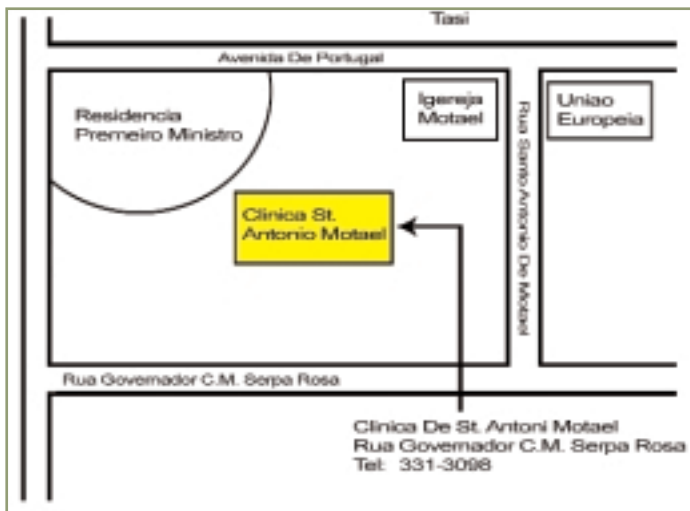 Tasi
Avenida De Portugal
Residencia
Premeiro Ministro
Igereja
Motael
Uniao
Europeia
Rua Santo Antonio De Motael
Clinica St.
Antonio Motael
Rua Governador C.M. Serpa Rosa
Clinica De St. Antoni Motael
Rua Governador C.M. Serpa Rosa
Tel: 331-3098